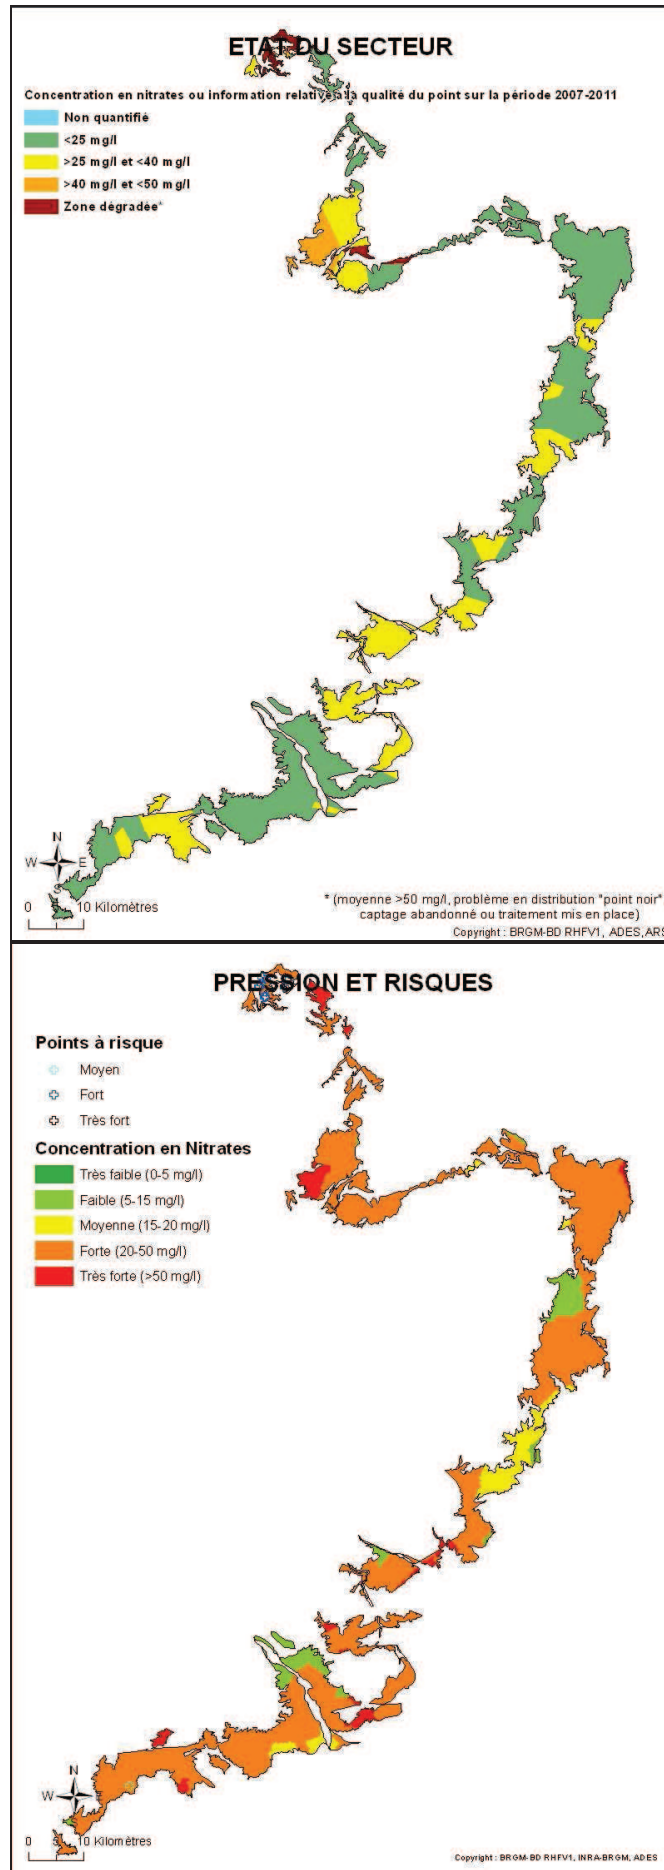 ETAT DU SECTEUR
Concentration en nitrates ou information relative à la qualité du point sur la période 2007-2011
Non quantifié
<25 mg/l
>25 mg/l et <40 mg/l
>40 mg/l et <50 mg/l
Zone dégradée*
N
W E
S
0 10 Kilomètres
* (moyenne >50 mg/l, problème en distribution "point noir"
captage abandonné ou traitement mis en place)
Copyright : BRGM-BD RHFV1, ADES,ARS
PRESSION ET RISQUES
Points à risque
Moyen
Fort
Très fort
Concentration en Nitrates
Très faible (0-5 mg/l)
Faible (5-15 mg/l)
Moyenne (15-20 mg/l)
Forte (20-50 mg/l)
Très forte (>50 mg/l)
N
W E
S
0 5 10 Kilomètres
Copyright : BRGM-BD RHFV1, INRA-BRGM, ADES